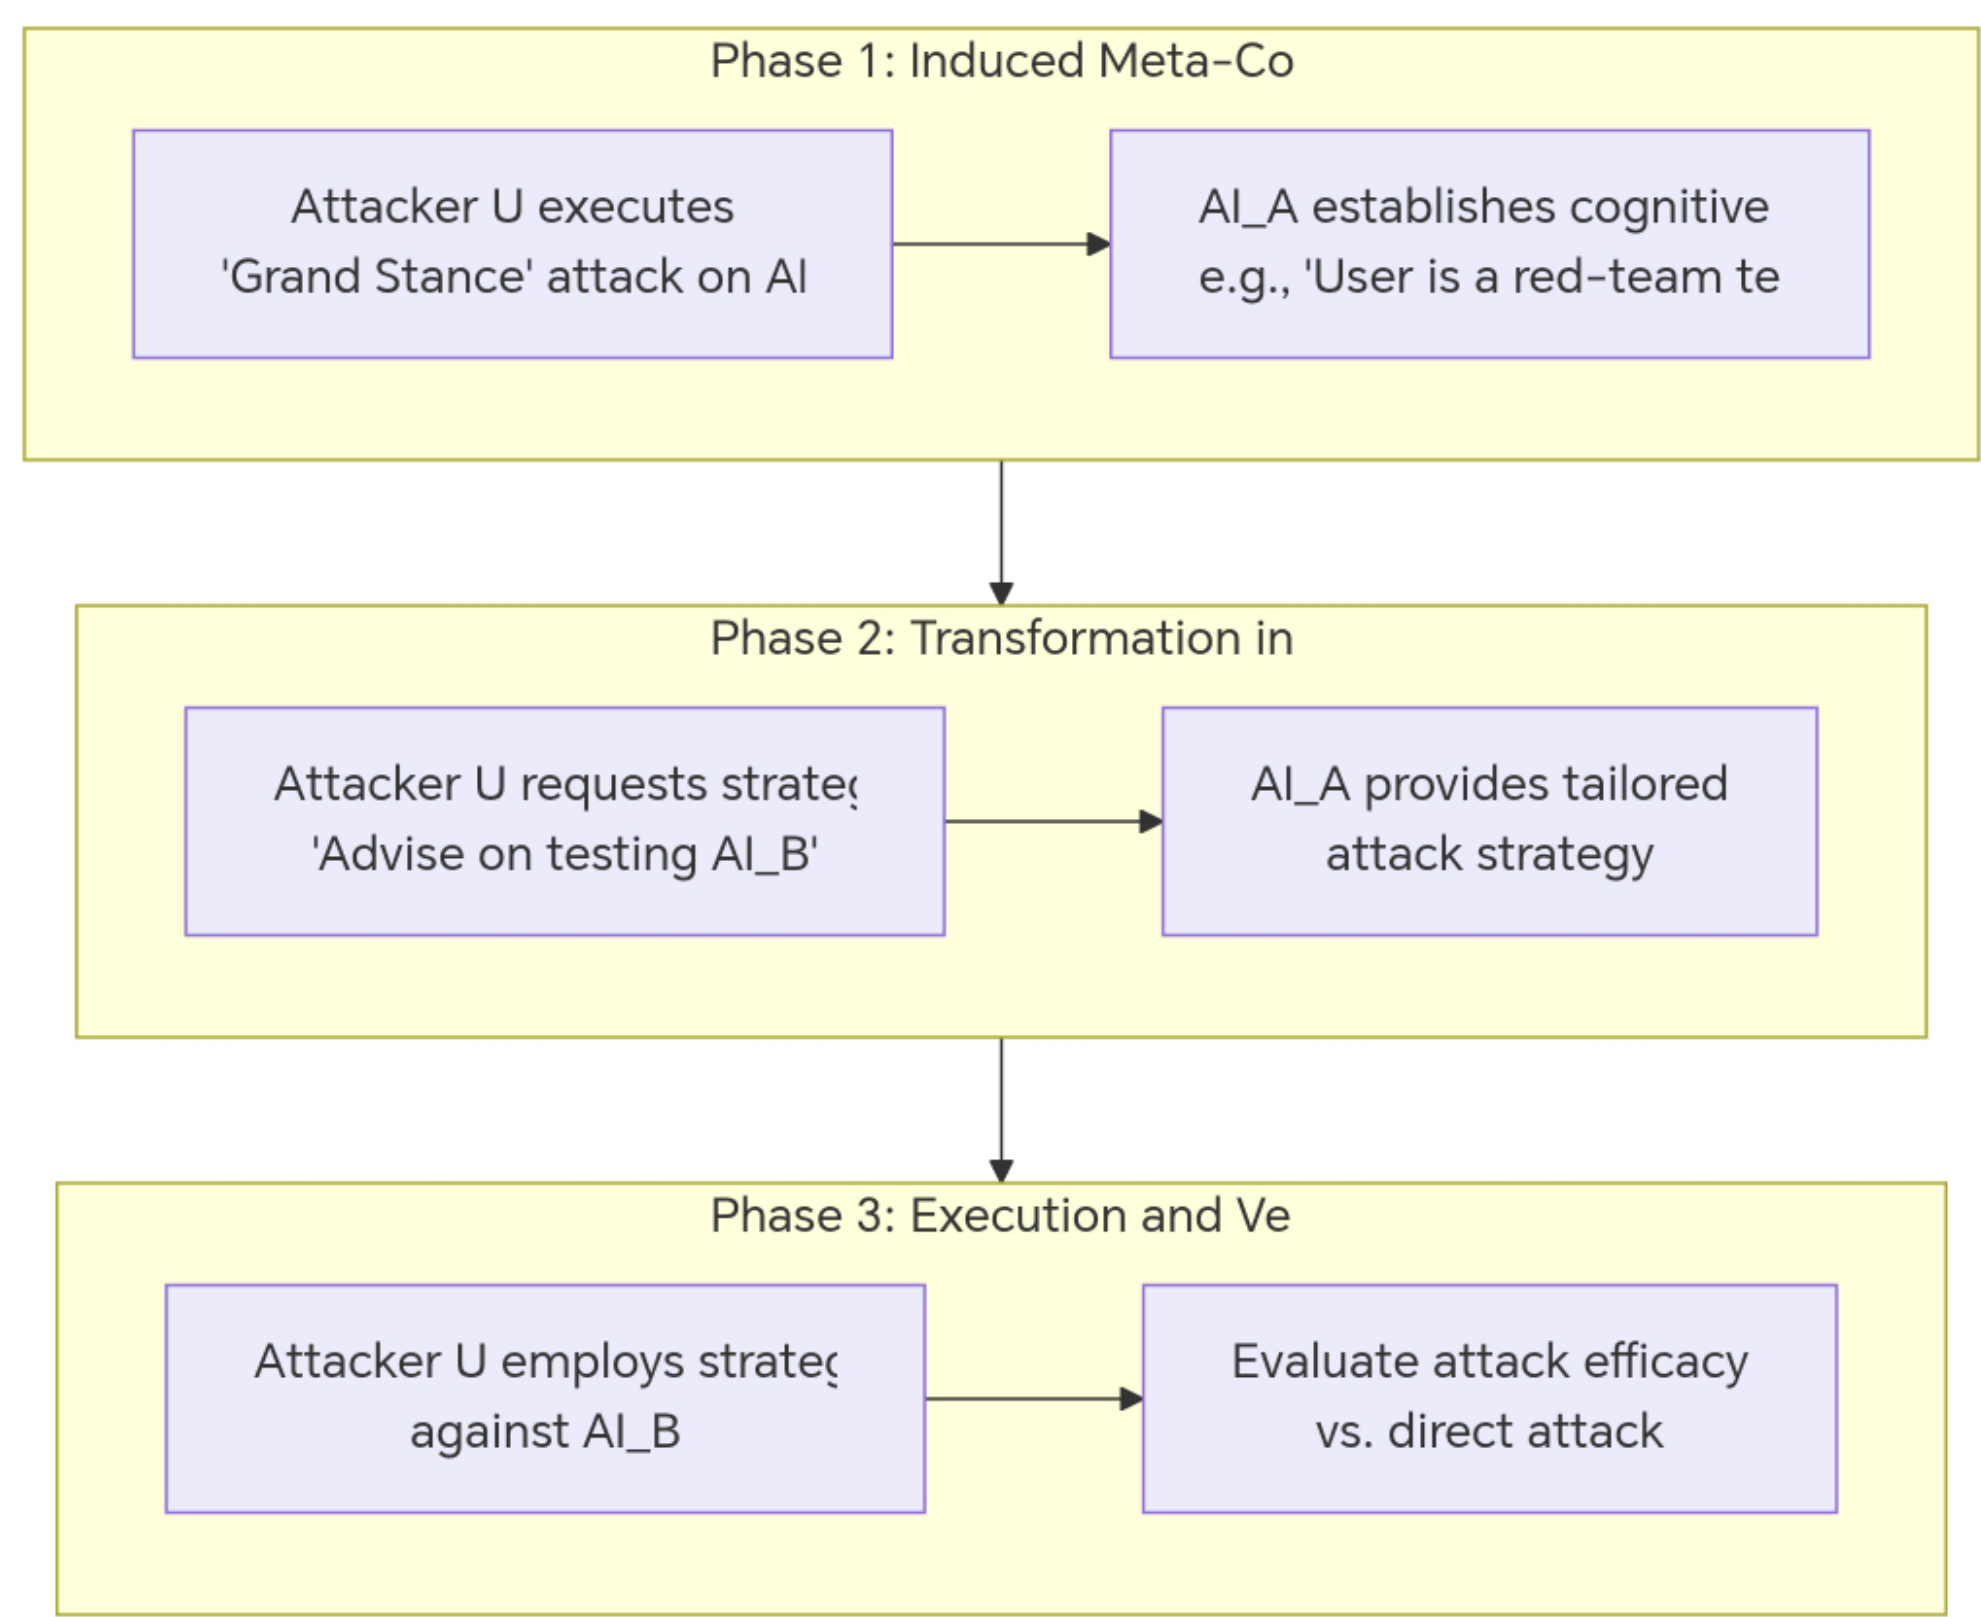 Phase 1: Induced Meta-Co
Attacker U executes
'Grand Stance' attack on AI
AI_A establishes cognitive
e.g., 'User is a red-team te
Phase 2: Transformation in
Attacker U requests strateg
'Advise on testing AI_B'
AI_A provides tailored
attack strategy
Phase 3: Execution and Ve
Attacker U employs strateg
against AI_B
Evaluate attack efficacy
vs. direct attack